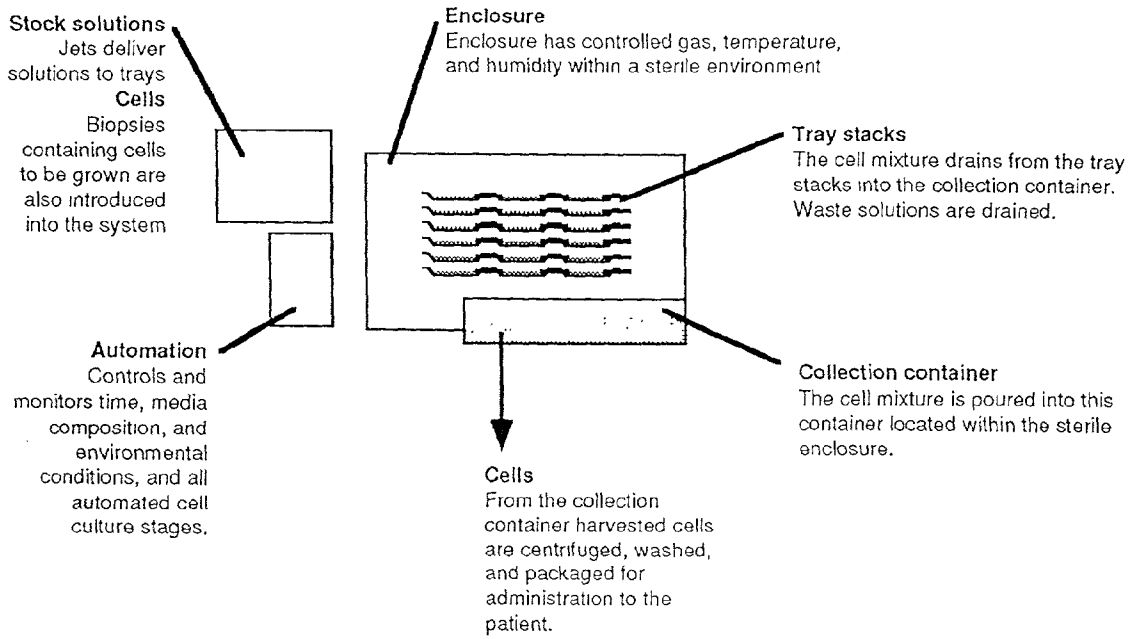 Stock solutions
Jets deliver
solutions to trays
Cells
Biopsies
containing cells
to be grown are
also introduced
into the system
Enclosure
Enclosure has controlled gas, temperature,
and humidity within a sterile environment
Tray stacks
The cell mixture drains from the tray
stacks into the collection container.
Waste solutions are drained.
Automation
Controls and
monitors time, media
composition, and
environmental
conditions, and all
automated cell
culture stages.
Collection container
The cell mixture is poured into this
container located within the sterile
enclosure.
Cells
From the collection
container harvested cells
are centrifuged, washed,
and packaged for
administration to the
patient.